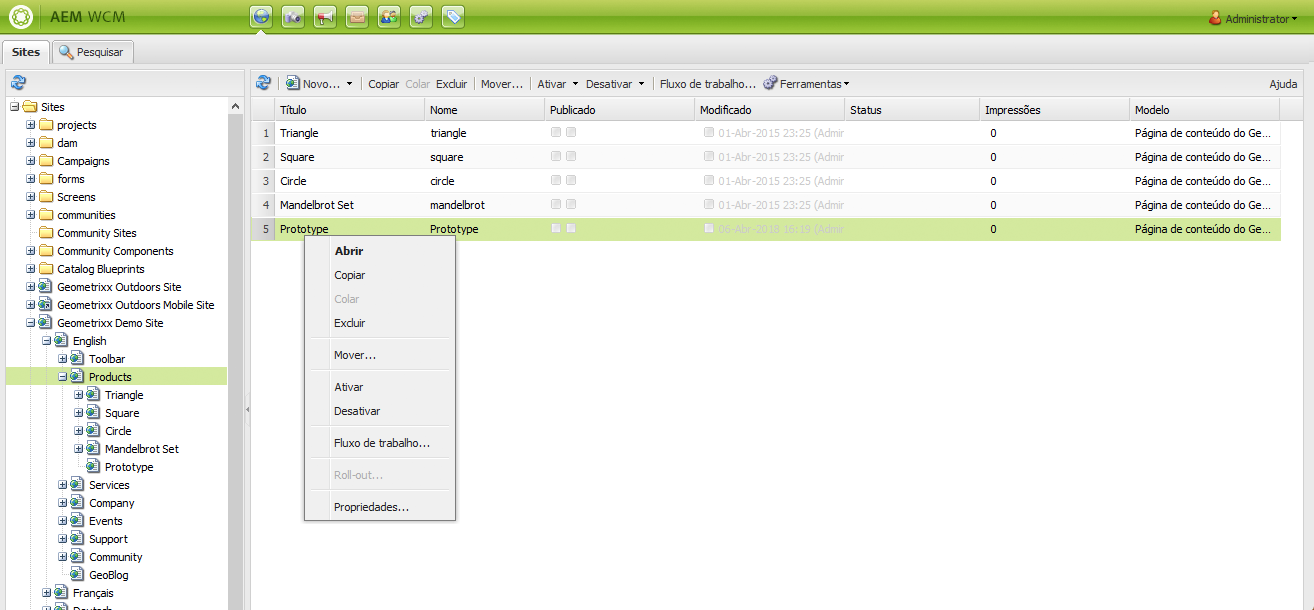 AEM WCM
Administrator
Sites
Pesquisar
Novo... Copiar Colar Excluir Mover... Ativar Desativar Fluxo de trabalho... Ferramentas Ajuda
Sites
projects
dam
Campaigns
forms
Screens
communities
Community Sites
Community Components
Catalog Blueprints
Geometrixx Outdoors Site
Geometrixx Outdoors Mobile Site
Geometrixx Demo Site
English
Toolbar
Products
Triangle
Square
Circle
Mandelbrot Set
Prototype
Services
Company
Events
Support
Community
GeoBlog
Français
Deutsch
Título Nome Publicado Modificado Status Impressões Modelo
1 Triangle triangle 01-Abr-2015 23:25 (Admir 0 Página de conteúdo do Ge...
2 Square square 01-Abr-2015 23:25 (Admir 0 Página de conteúdo do Ge...
3 Circle circle 01-Abr-2015 23:25 (Admir 0 Página de conteúdo do Ge...
4 Mandelbrot Set mandelbrot 01-Abr-2015 23:25 (Admir 0 Página de conteúdo do Ge...
5 Prototype Prototype 06-Abr-2018 16:19 (Admir 0 Página de conteúdo do Ge...
Abrir
Copiar
Colar
Excluir
Mover...
Ativar
Desativar
Fluxo de trabalho...
Roll-out...
Propriedades...